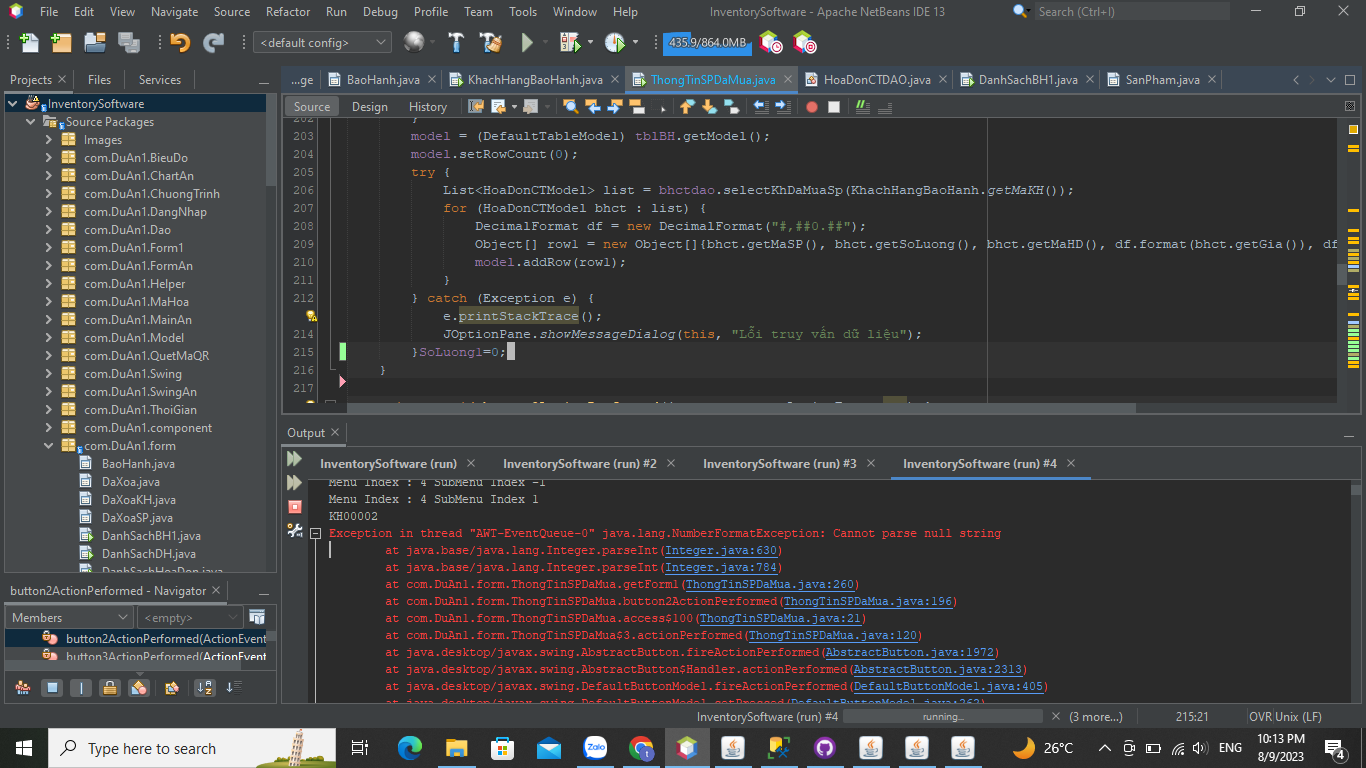 File Edit View Navigate Source Refactor Run Debug Profile Team Tools Window Help InventorySoftware - Apache NetBeans IDE 13 Search (Ctrl+I)
<default config> 435.9/864.0MB
Projects Files Services
...ge BaoHanh.java KhachHangBaoHanh.java ThongTinSPDaMua.java HoaDonCTDAO.java DanhSachBH1.java SanPham.java
Source Design History
InventorySoftware
Source Packages
Images
com.DuAn1.BieuDo
com.DuAn1.ChartAn
com.DuAn1.ChuongTrinh
com.DuAn1.DangNhap
com.DuAn1.Dao
com.DuAn1.Form1
com.DuAn1.FormAn
com.DuAn1.Helper
com.DuAn1.MaHoa
com.DuAn1.MainAn
com.DuAn1.Model
com.DuAn1.QuetMaQR
com.DuAn1.Swing
com.DuAn1.SwingAn
com.DuAn1.ThoiGian
com.DuAn1.component
com.DuAn1.form
BaoHanh.java
DaXoa.java
DaXoaKH.java
DaXoaSP.java
DanhSachBH1.java
DanhSachDH.java
DanhSachHoaDon.java
202 }
203 model = (DefaultTableModel) tblBH.getModel();
204 model.setRowCount(0);
205 try {
206 List<HoaDonCTModel> list = bhctdao.selectKhDaMuaSp(KhachHangBaoHanh.getMaKH());
207 for (HoaDonCTModel bhct : list) {
208 DecimalFormat df = new DecimalFormat("#,##0.##");
209 Object[] row1 = new Object[]{bhct.getMaSP(), bhct.getSoLuong(), bhct.getMaHD(), df.format(bhct.getGia()), df
210 model.addRow(row1);
211 }
212 } catch (Exception e) {
e.printStackTrace();
214 JOptionPane.showMessageDialog(this, "Lỗi truy vấn dữ liệu");
215 }SoLuong1=0;
216 }
217
button2ActionPerformed - Navigator
Members <empty>
button2ActionPerformed(ActionEvent
button3ActionPerformed(ActionEvent
Output
InventorySoftware (run) InventorySoftware (run) #2 InventorySoftware (run) #3 InventorySoftware (run) #4
Menu Index : 4 SubMenu Index -1
Menu Index : 4 SubMenu Index 1
KH00002
Exception in thread "AWT-EventQueue-0" java.lang.NumberFormatException: Cannot parse null string
at java.base/java.lang.Integer.parseInt(Integer.java:630)
at java.base/java.lang.Integer.parseInt(Integer.java:784)
at com.DuAn1.form.ThongTinSPDaMua.getForm1(ThongTinSPDaMua.java:260)
at com.DuAn1.form.ThongTinSPDaMua.button2ActionPerformed(ThongTinSPDaMua.java:196)
at com.DuAn1.form.ThongTinSPDaMua.access$100(ThongTinSPDaMua.java:21)
at com.DuAn1.form.ThongTinSPDaMua$3.actionPerformed(ThongTinSPDaMua.java:120)
at java.desktop/javax.swing.AbstractButton.fireActionPerformed(AbstractButton.java:1972)
at java.desktop/javax.swing.AbstractButton$Handler.actionPerformed(AbstractButton.java:2313)
at java.desktop/javax.swing.DefaultButtonModel.fireActionPerformed(DefaultButtonModel.java:405)
at java.desktop/javax.swing.DefaultButtonModel.setPressed(DefaultButtonModel.java:262)
InventorySoftware (run) #4 running... (3 more...) 215:21 OVR Unix (LF)
Type here to search Zalo 26°C ENG 10:13 PM
8/9/2023 4